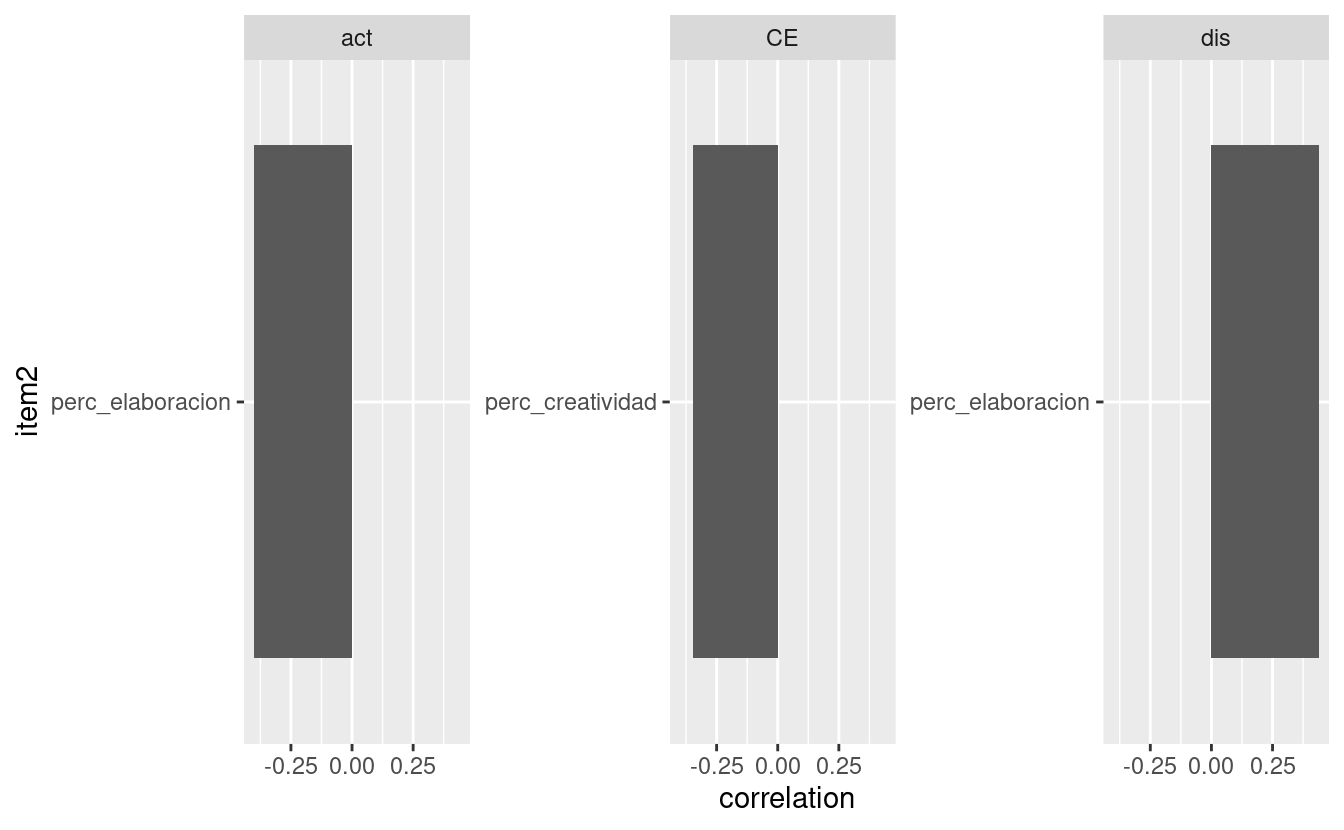 act
CE
dis
item2
perc_elaboracion
perc_creatividad
perc_elaboracion
-0.25 0.00 0.25
-0.25 0.00 0.25
-0.25 0.00 0.25
correlation